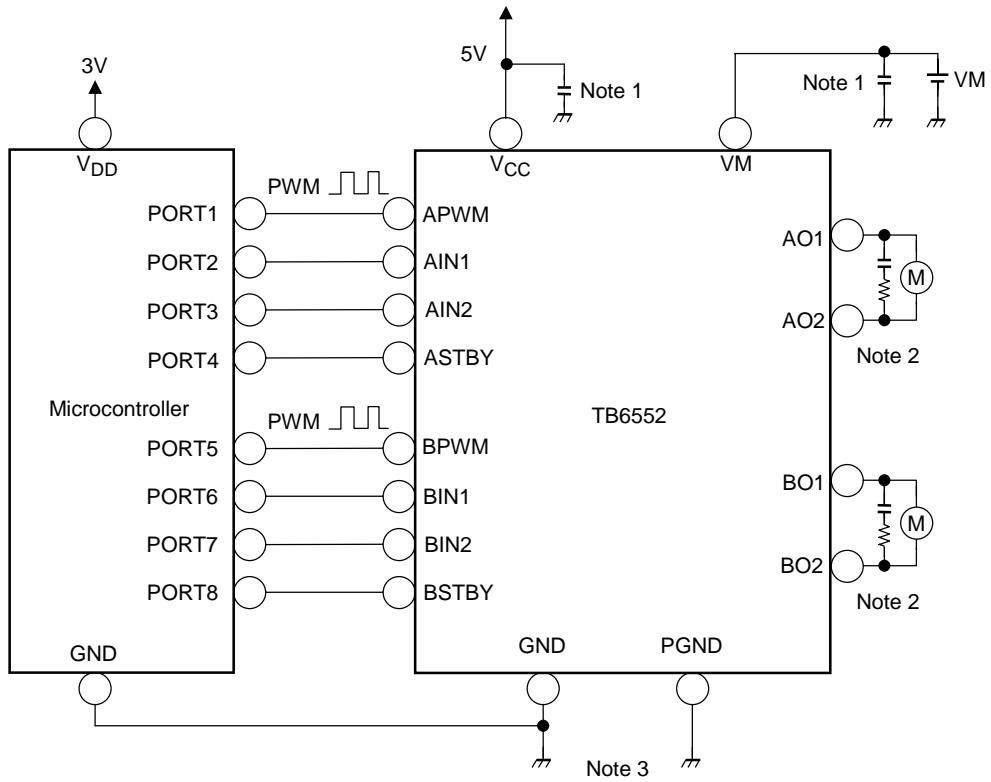 5V
3V
Note 1
Note 1
VM
VDD
VCC
VM
PWM
PORT1
APWM
AO1
PORT2
AIN1
M
PORT3
AIN2
AO2
PORT4
ASTBY
Note 2
Microcontroller
PWM
TB6552
PORT5
BPWM
BO1
PORT6
BIN1
M
PORT7
BIN2
BO2
PORT8
BSTBY
Note 2
GND
GND
PGND
Note 3